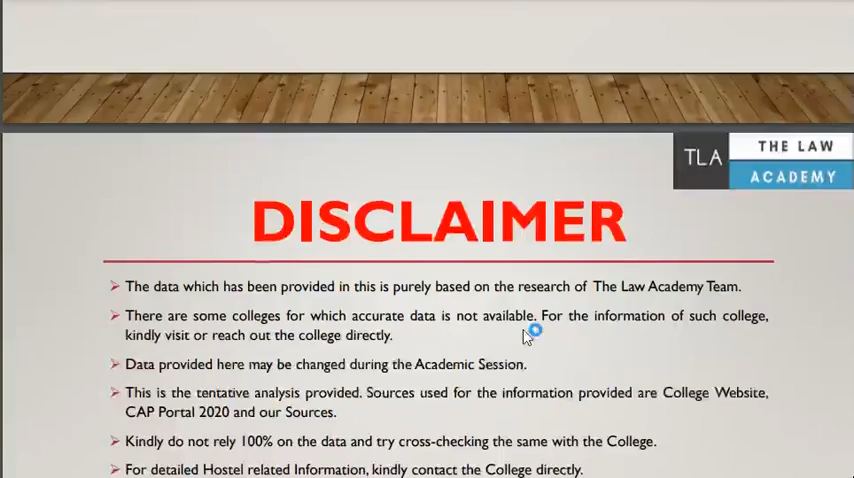 TLA
THE LAW
ACADEMY
DISCLAIMER
➢ The data which has been provided in this is purely based on the research of The Law Academy Team.
➢ There are some colleges for which accurate data is not available. For the information of such college,
kindly visit or reach out the college directly.
➢ Data provided here may be changed during the Academic Session.
➢ This is the tentative analysis provided. Sources used for the information provided are College Website,
CAP Portal 2020 and our Sources.
➢ Kindly do not rely 100% on the data and try cross-checking the same with the College.
➢ For detailed Hostel related Information, kindly contact the College directly.